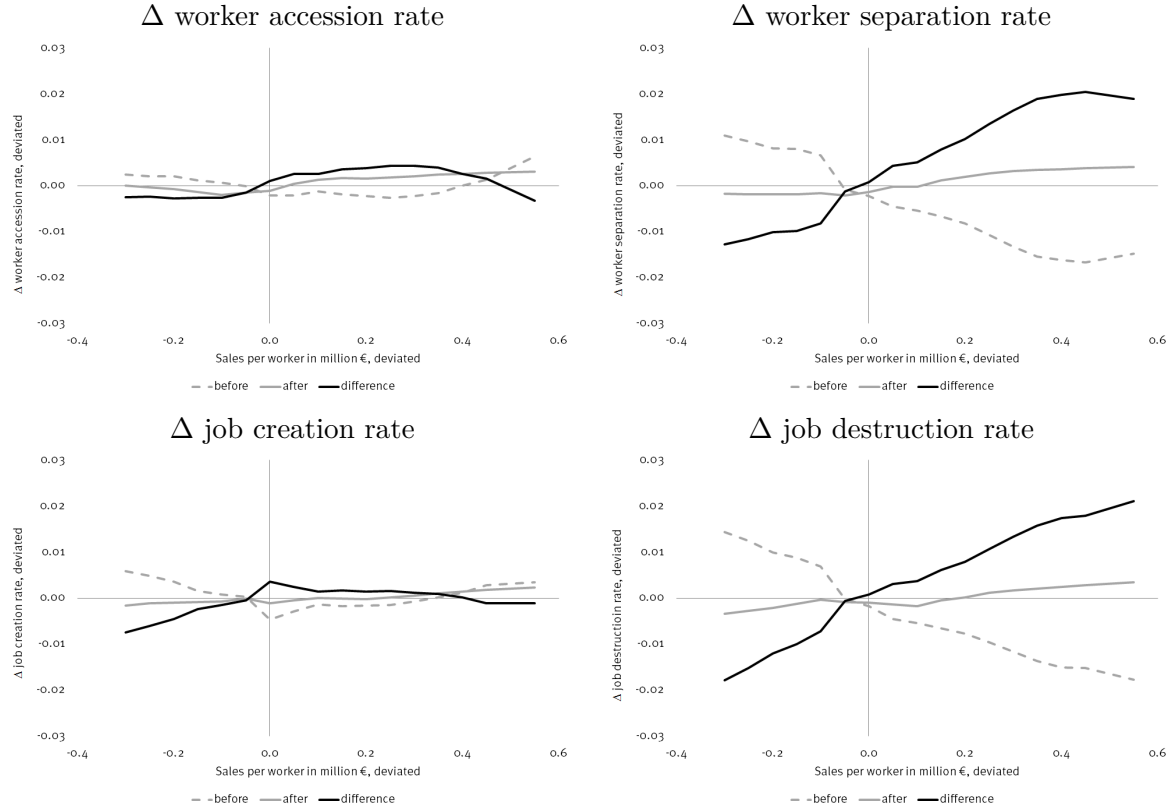 Δ worker accession rate
0.03
0.02
0.01
0.00
-0.01
-0.02
-0.03
Δ worker accession rate, deviated
-0.4 -0.2 0.0 0.2 0.4 0.6
Sales per worker in million €, deviated
before after difference
Δ worker separation rate
0.03
0.02
0.01
0.00
-0.01
-0.02
-0.03
Δ worker separation rate, deviated
-0.4 -0.2 0.0 0.2 0.4 0.6
Sales per worker in million €, deviated
before after difference
Δ job creation rate
0.03
0.02
0.01
0.00
-0.01
-0.02
-0.03
Δ job creation rate, deviated
-0.4 -0.2 0.0 0.2 0.4 0.6
Sales per worker in million €, deviated
before after difference
Δ job destruction rate
0.03
0.02
0.01
0.00
-0.01
-0.02
-0.03
Δ job destructioin rate, deviated
-0.4 -0.2 0.0 0.2 0.4 0.6
Sales per worker in million €, deviated
before after difference